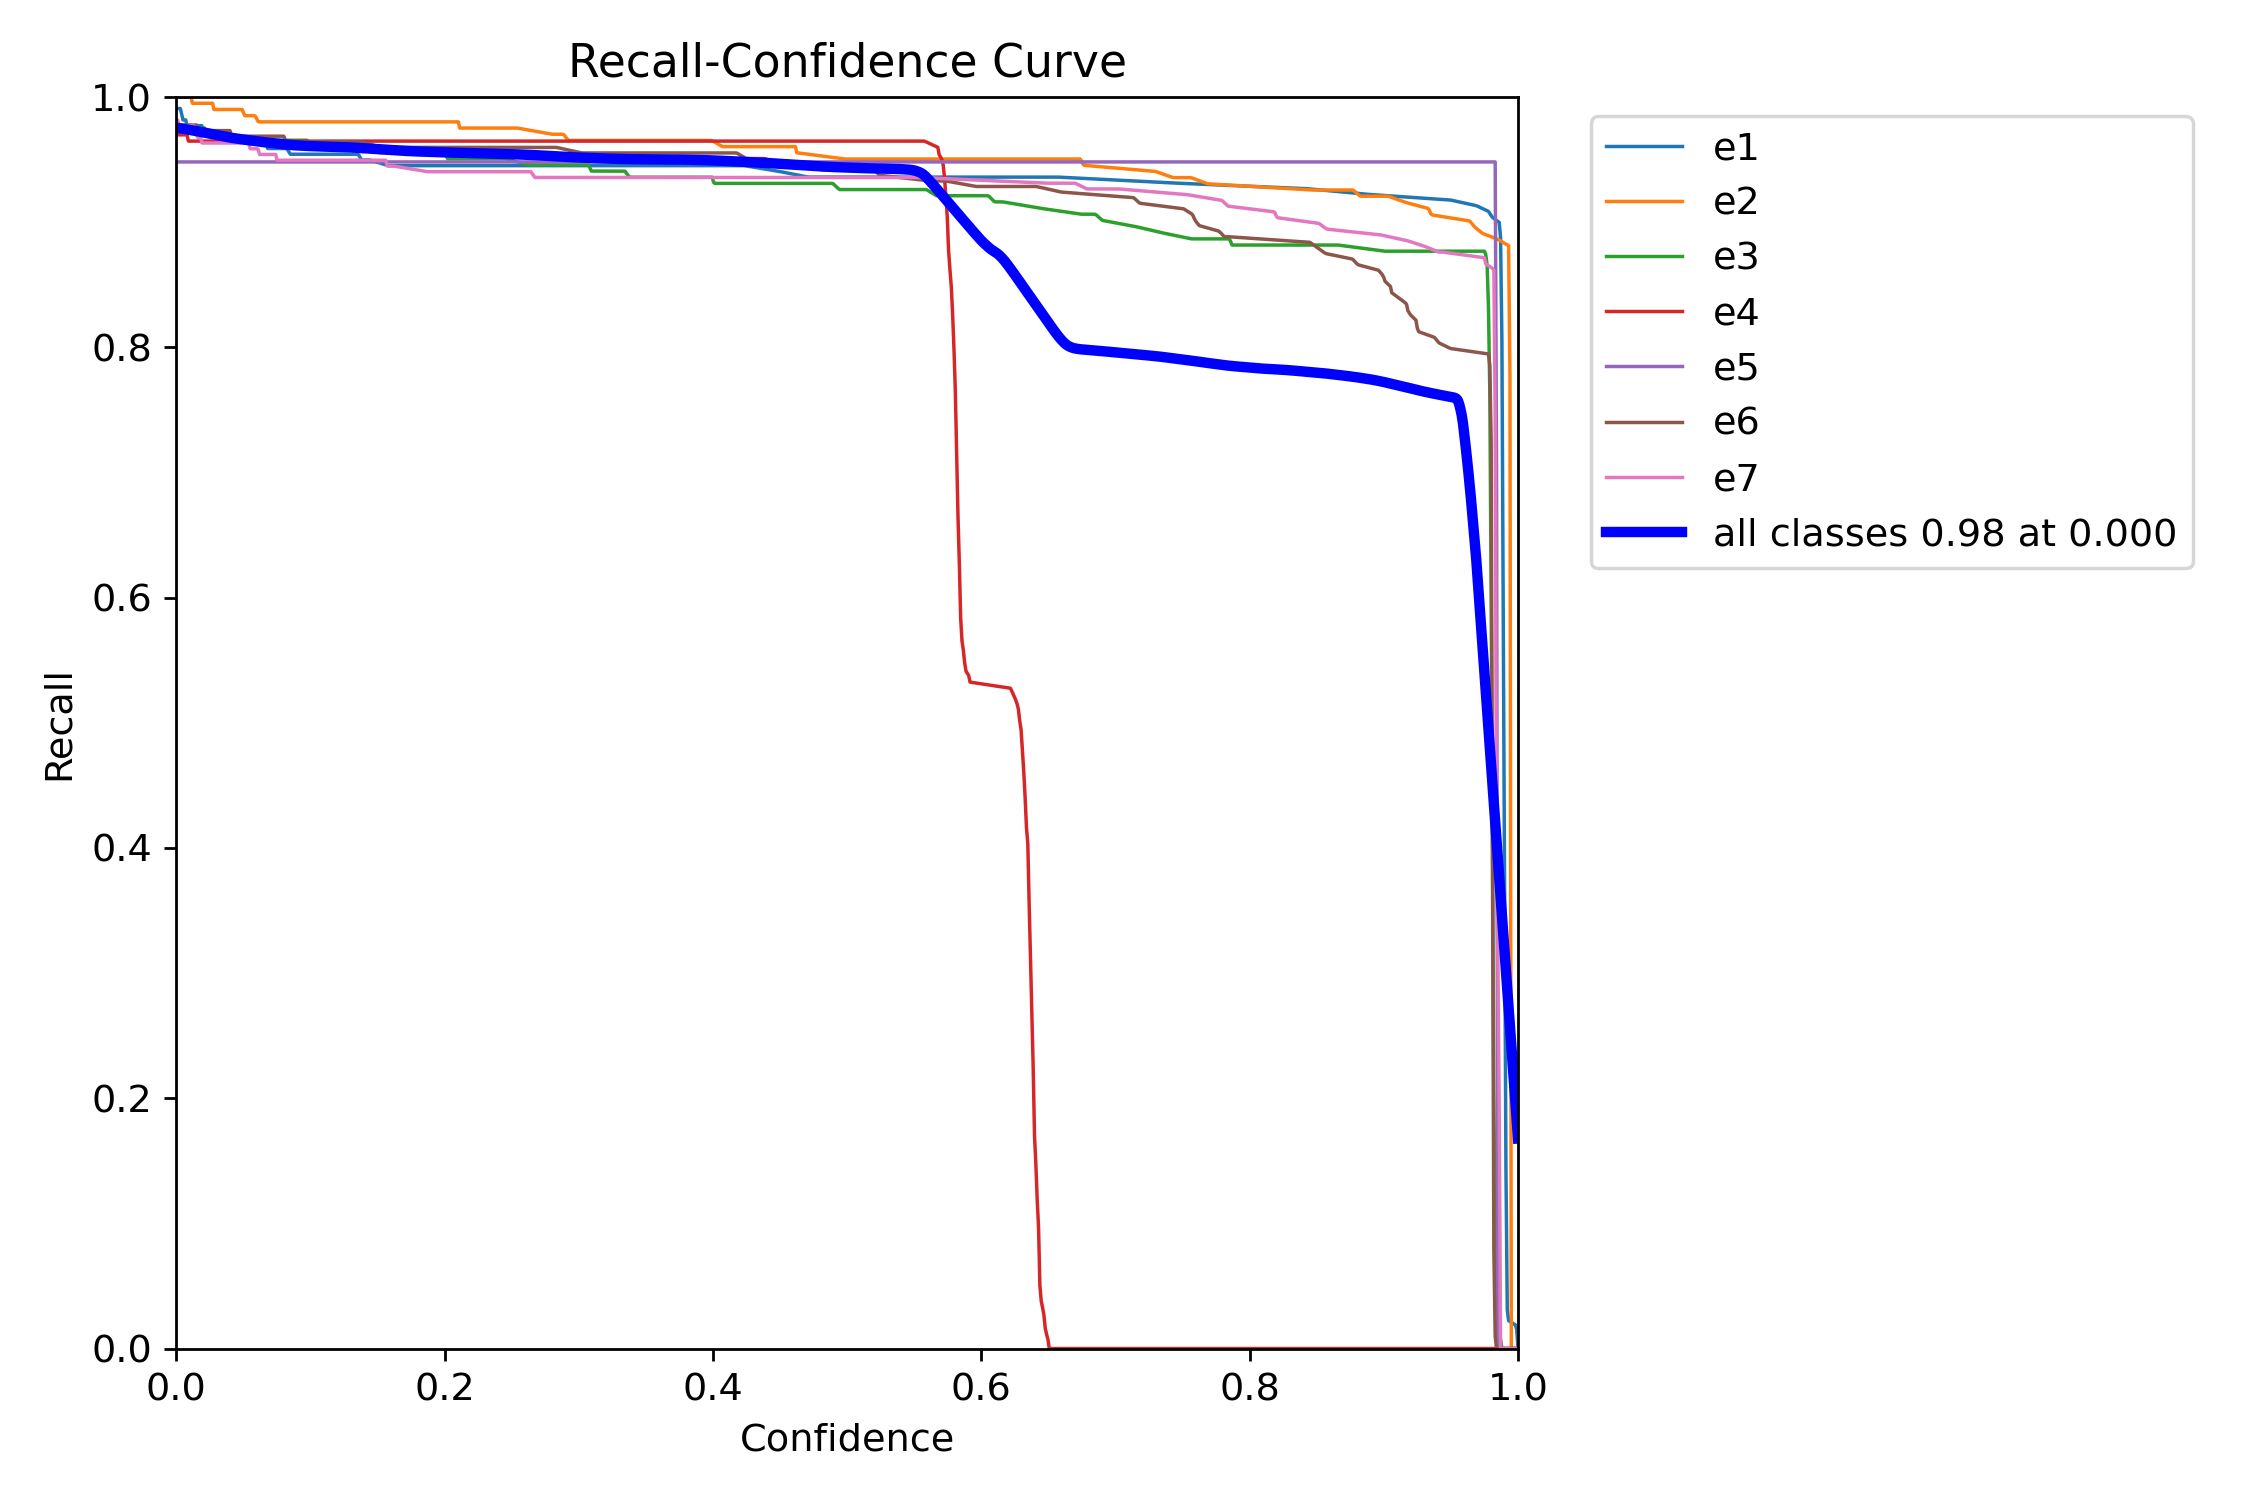 Recall-Confidence Curve
1.0
0.8
0.6
0.4
0.2
0.0
Recall
0.0 0.2 0.4 0.6 0.8 1.0
Confidence
e1
e2
e3
e4
e5
e6
e7
all classes 0.98 at 0.000